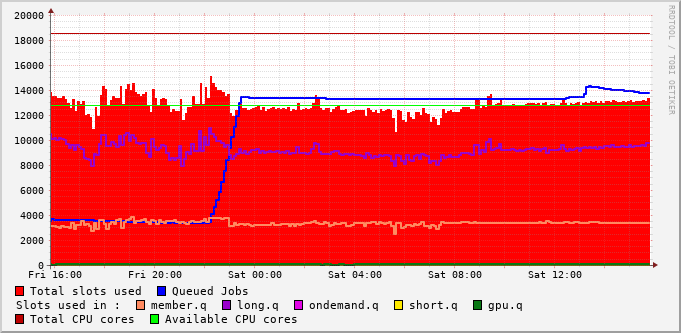 20000
18000
16000
14000
12000
10000
8000
6000
4000
2000
0
Fri 16:00 Fri 20:00 Sat 00:00 Sat 04:00 Sat 08:00 Sat 12:00
RRDTOOL / TOBI OETIKER
Total slots used Queued Jobs
Slots used in : member.q long.q ondemand.q short.q gpu.q
Total CPU cores Available CPU cores